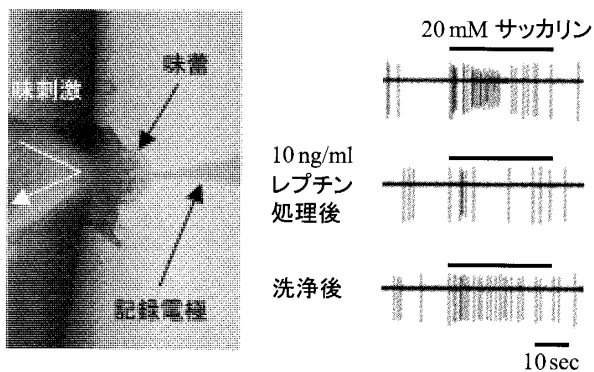 味蕾
味刺激
記録電極
20 mM サッカリン
10 ng/ml
レプチン
処理後
洗浄後
10 sec